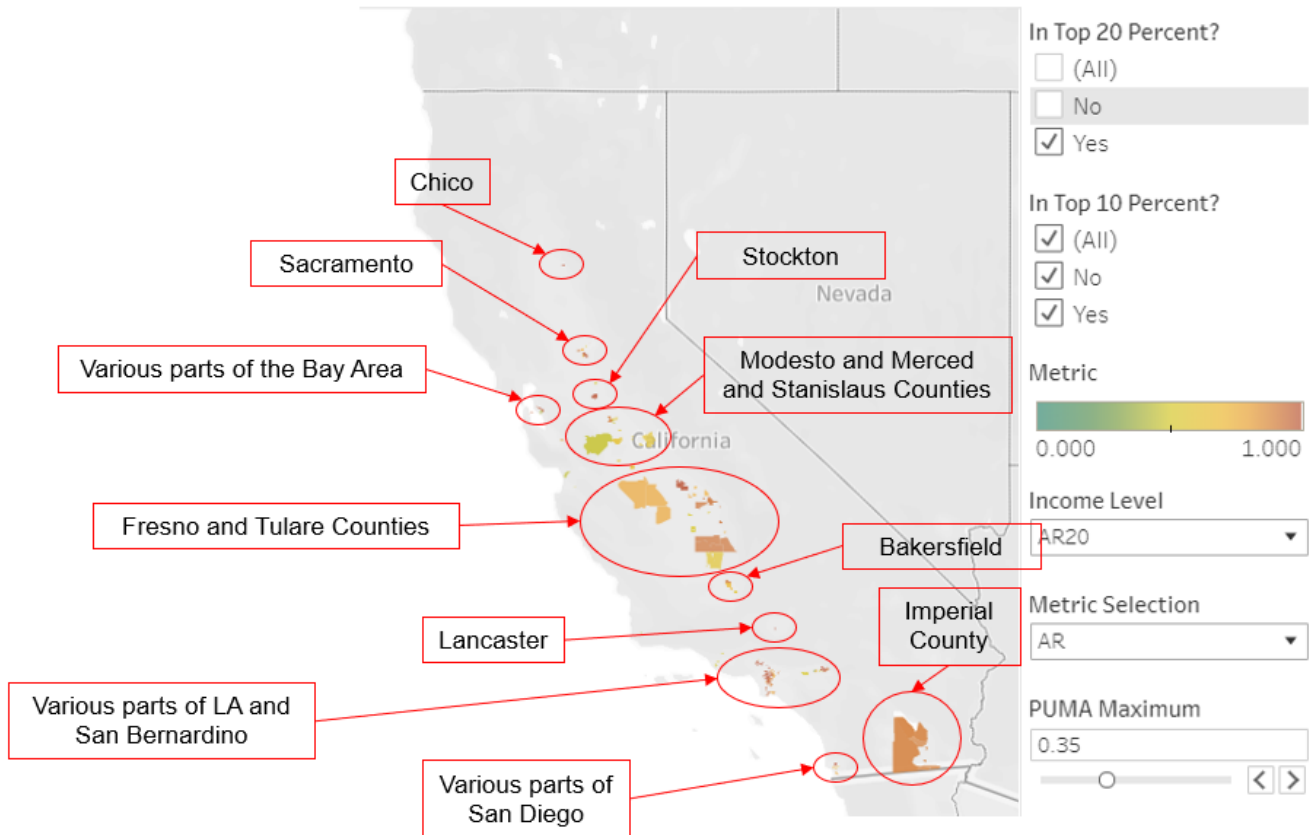 Chico
Sacramento
Stockton
Nevada
Various parts of the Bay Area
Modesto and Merced
and Stanislaus Counties
California
Fresno and Tulare Counties
Bakersfield
Imperial
County
Lancaster
Various parts of LA and
San Bernardino
Various parts of
San Diego
In Top 20 Percent?
(All)
No
Yes
In Top 10 Percent?
(All)
No
Yes
Metric
0.000 1.000
Income Level
AR20
Metric Selection
AR
PUMA Maximum
0.35